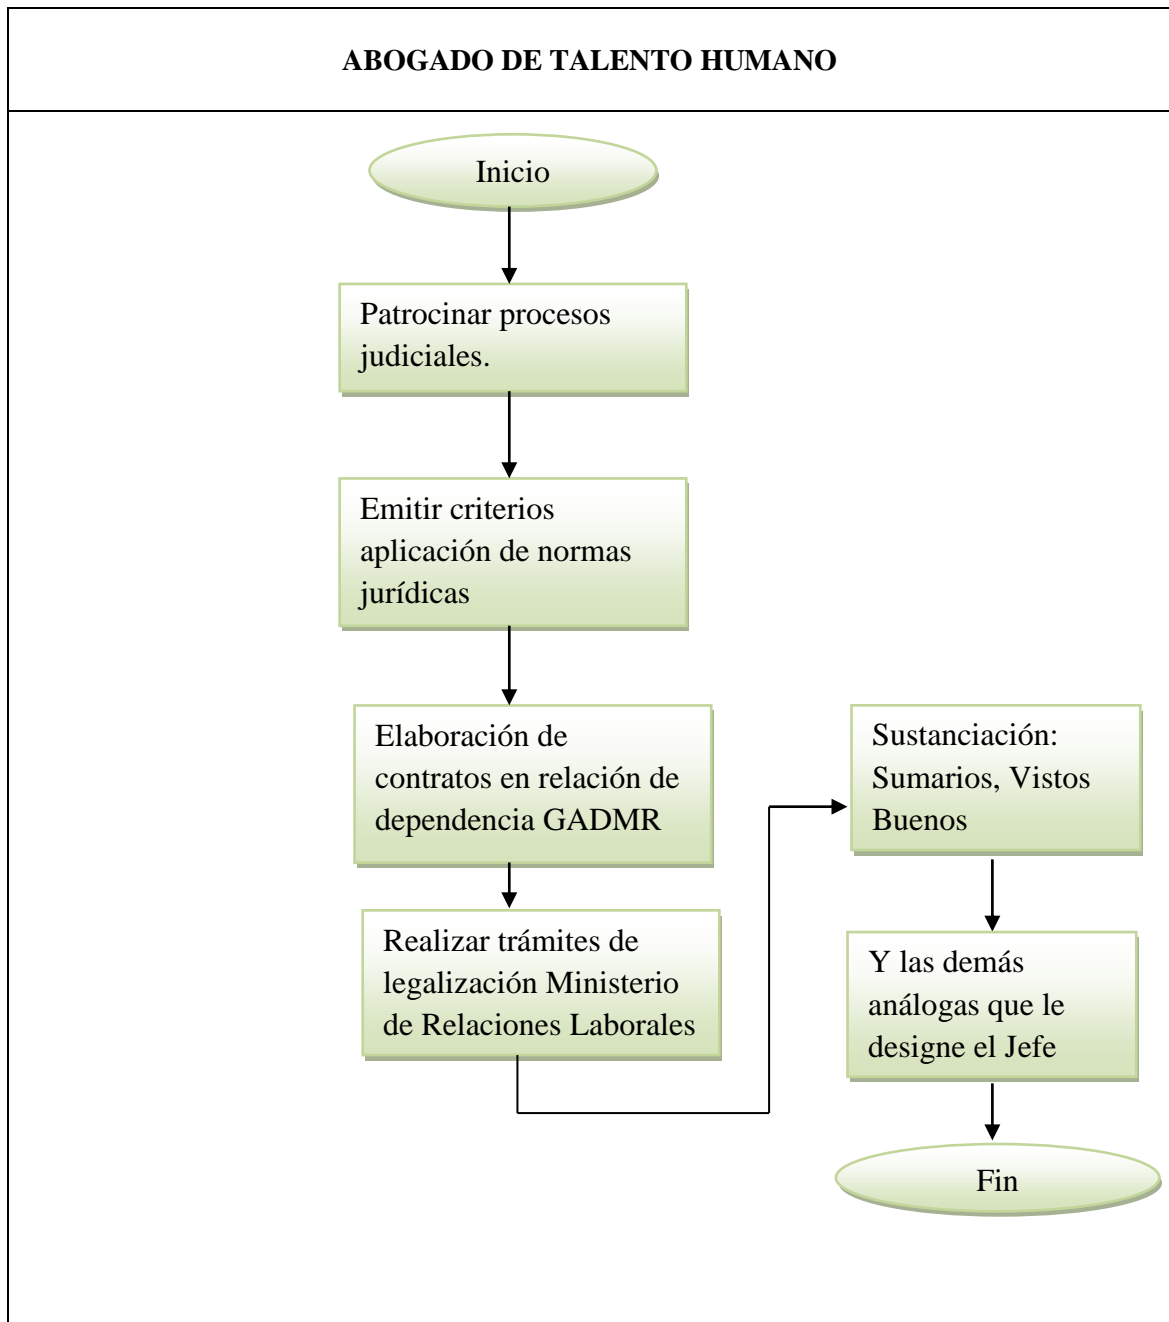 ABOGADO DE TALENTO HUMANO
Inicio
Patrocinar procesos
judiciales.
Emitir criterios
aplicación de normas
jurídicas
Elaboración de
contratos en relación de
dependencia GADMR
Realizar trámites de
legalización Ministerio
de Relaciones Laborales
Sustanciación:
Sumarios, Vistos
Buenos
Y las demás
análogas que le
designe el Jefe
Fin